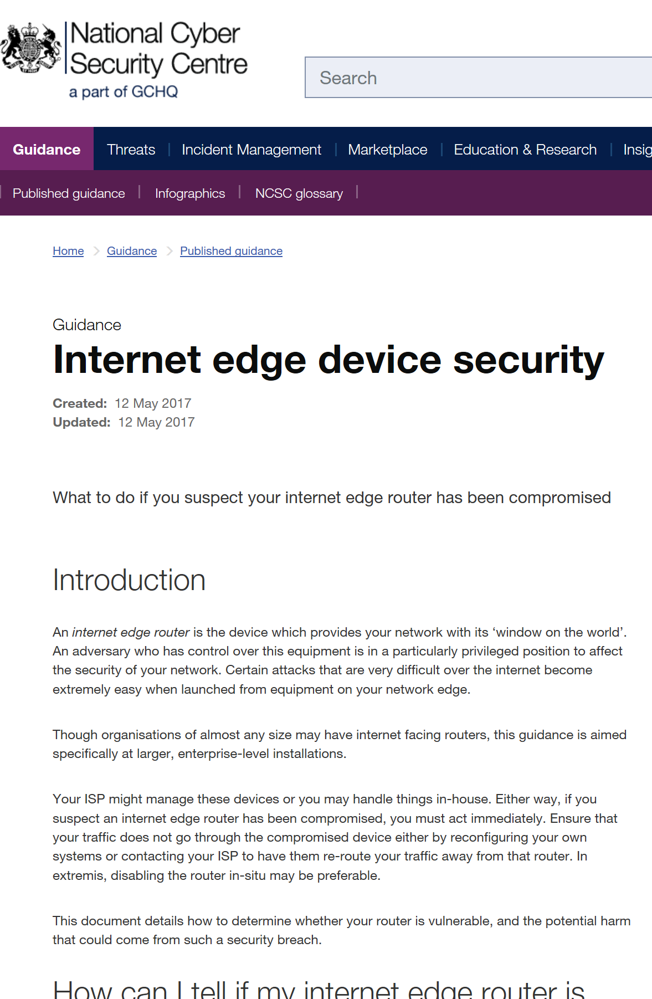 National Cyber
Security Centre
a part of GCHQ
Search
Guidance Threats Incident Management Marketplace Education & Research Insig
Published guidance Infographics NCSC glossary
Home Guidance Published guidance
Guidance
Internet edge device security
Created: 12 May 2017
Updated: 12 May 2017
What to do if you suspect your internet edge router has been compromised
Introduction
An internet edge router is the device which provides your network with its ‘window on the world’.
An adversary who has control over this equipment is in a particularly privileged position to affect
the security of your network. Certain attacks that are very difficult over the internet become
extremely easy when launched from equipment on your network edge.
Though organisations of almost any size may have internet facing routers, this guidance is aimed
specifically at larger, enterprise-level installations.
Your ISP might manage these devices or you may handle things in-house. Either way, if you
suspect an internet edge router has been compromised, you must act immediately. Ensure that
your traffic does not go through the compromised device either by reconfiguring your own
systems or contacting your ISP to have them re-route your traffic away from that router. In
extremis, disabling the router in-situ may be preferable.
This document details how to determine whether your router is vulnerable, and the potential harm
that could come from such a security breach.
How can I tell if my internet edge router is